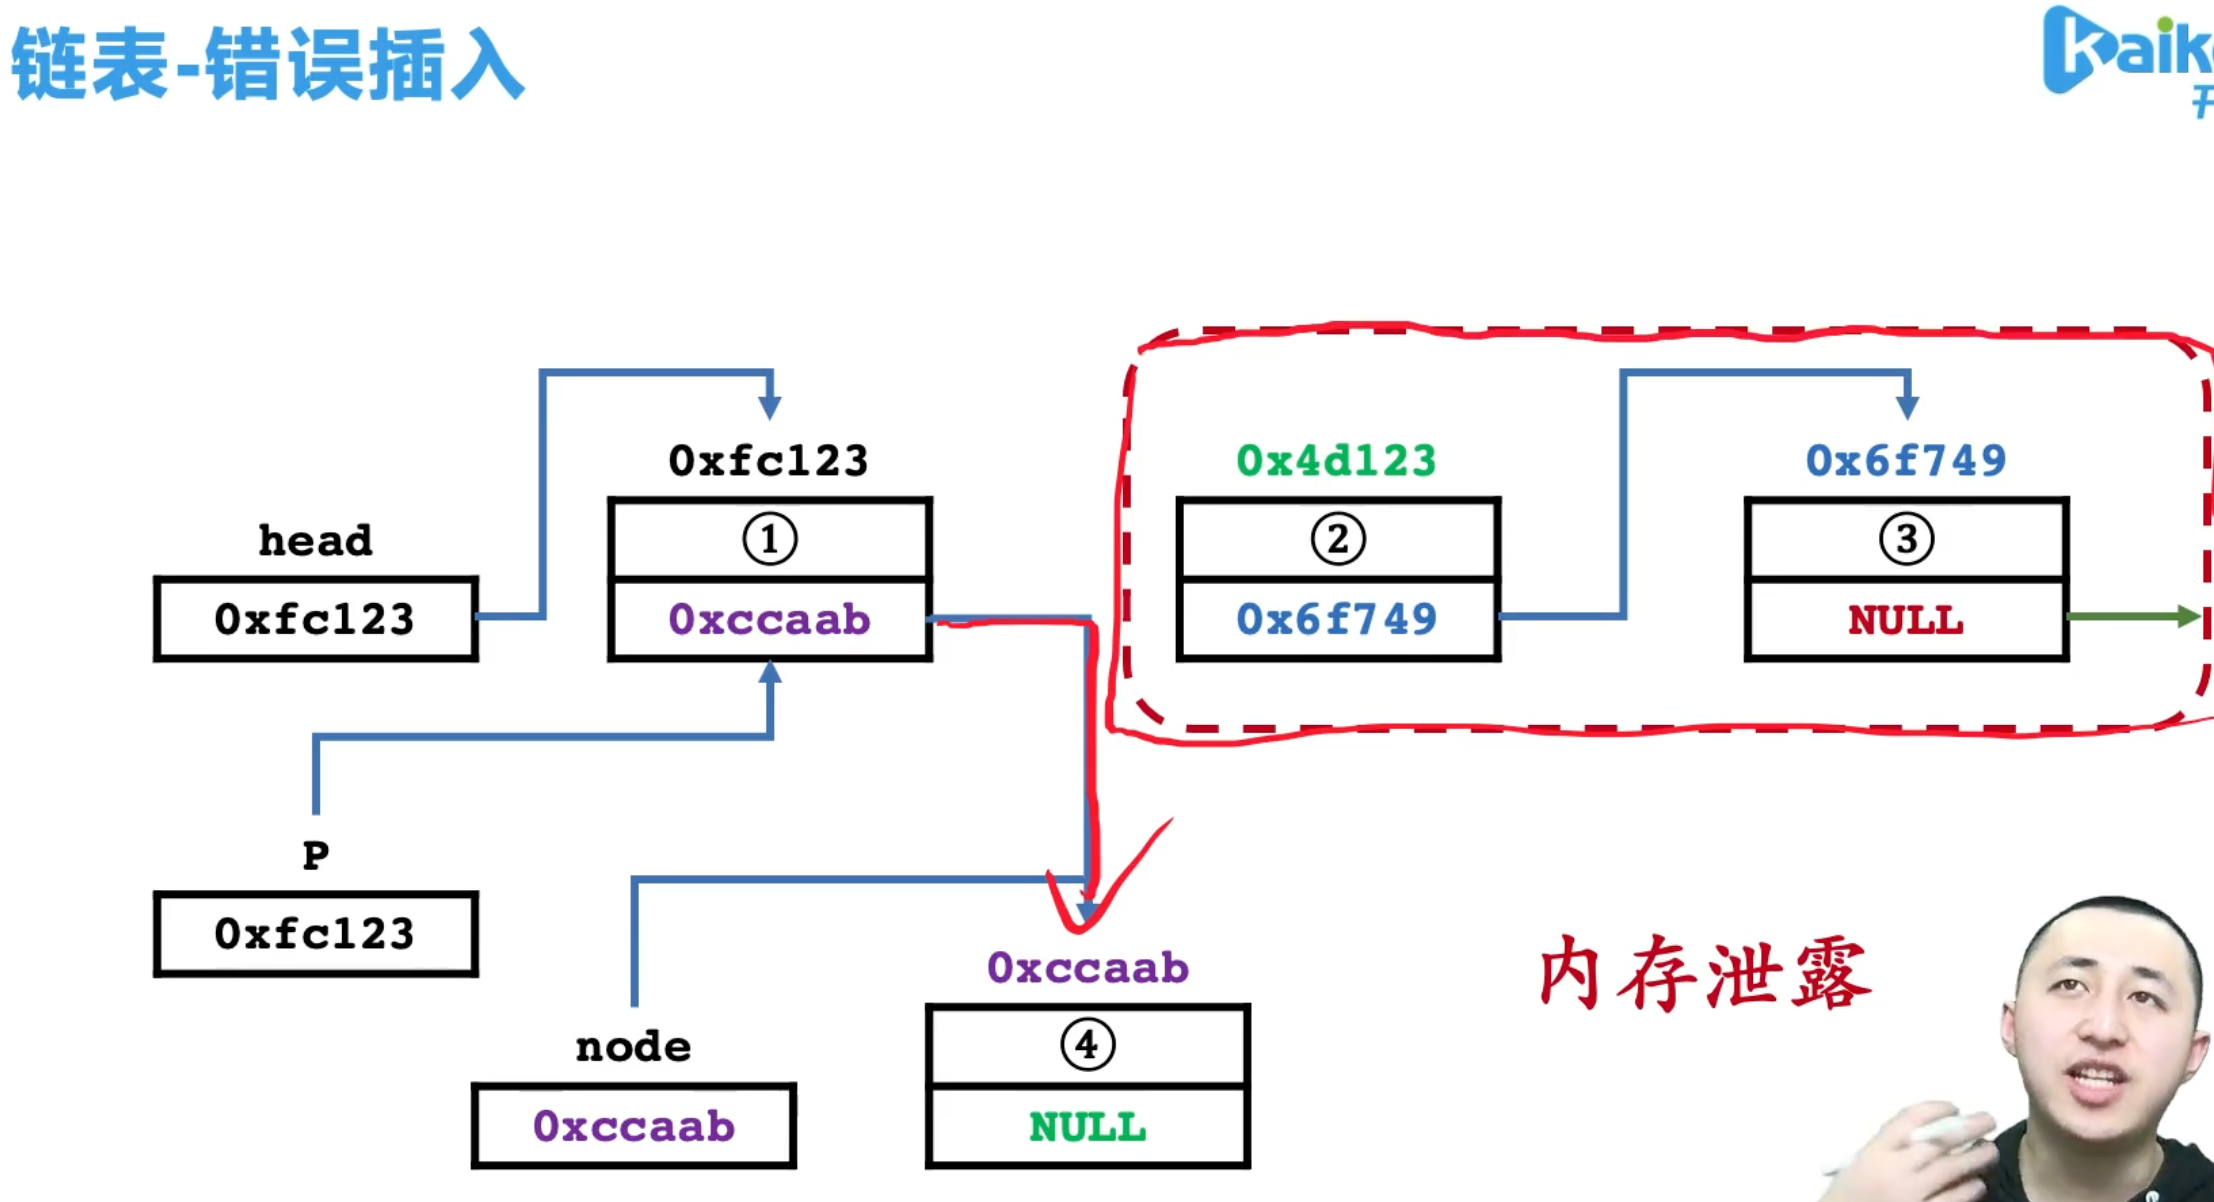 链表-错误插入
kaik
0xfc123
0x4d123
0x6f749
head
①
②
③
0xfc123
0xccaab
0x6f749
NULL
P
0xfc123
0xccaab
内存泄露
node
④
0xccaab
NULL